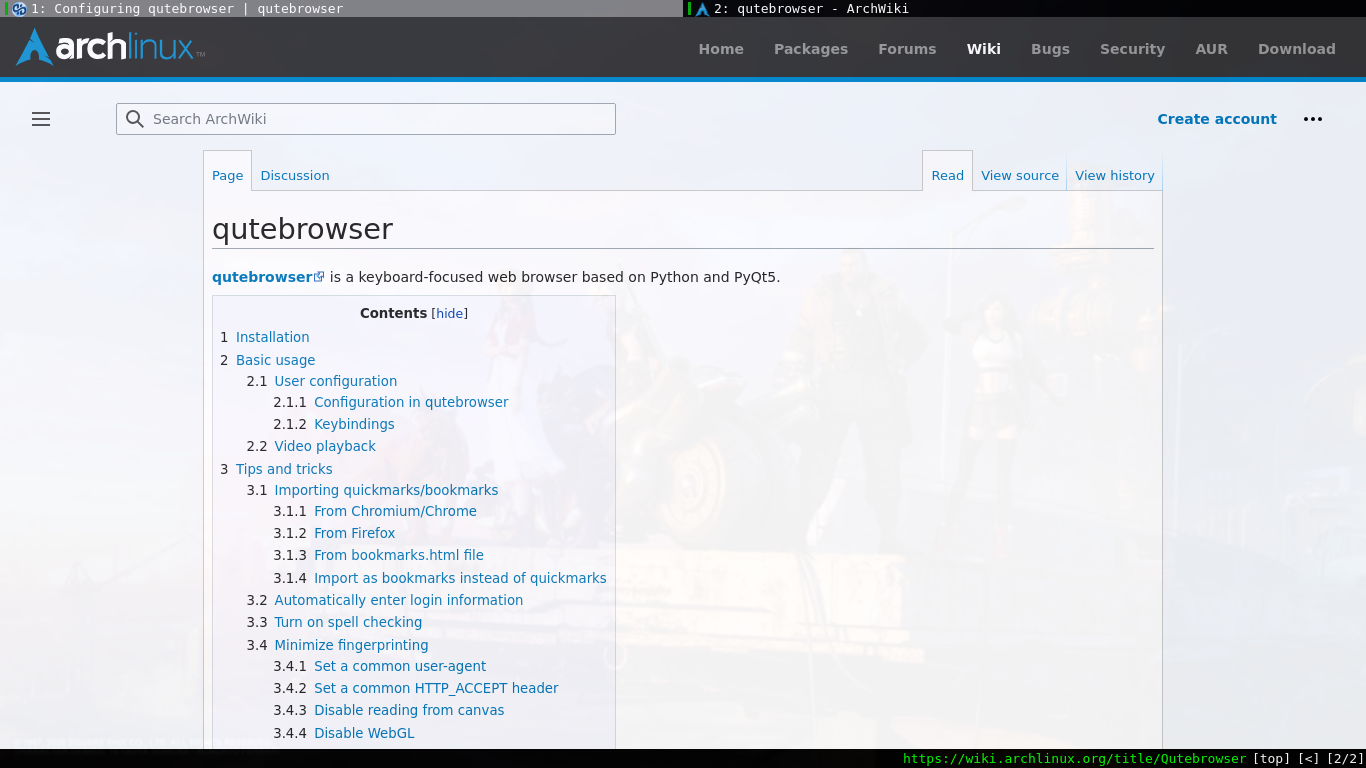 1: Configuring qutebrowser | qutebrowser
2: qutebrowser - ArchWiki
archlinux™
Home Packages Forums Wiki Bugs Security AUR Download
Search ArchWiki
Create account
Page Discussion
Read View source View history
qutebrowser
qutebrowser is a keyboard-focused web browser based on Python and PyQt5.
Contents [hide]
1 Installation
2 Basic usage
2.1 User configuration
2.1.1 Configuration in qutebrowser
2.1.2 Keybindings
2.2 Video playback
3 Tips and tricks
3.1 Importing quickmarks/bookmarks
3.1.1 From Chromium/Chrome
3.1.2 From Firefox
3.1.3 From bookmarks.html file
3.1.4 Import as bookmarks instead of quickmarks
3.2 Automatically enter login information
3.3 Turn on spell checking
3.4 Minimize fingerprinting
3.4.1 Set a common user-agent
3.4.2 Set a common HTTP_ACCEPT header
3.4.3 Disable reading from canvas
3.4.4 Disable WebGL
https://wiki.archlinux.org/title/Qutebrowser [top] [<] [2/2]